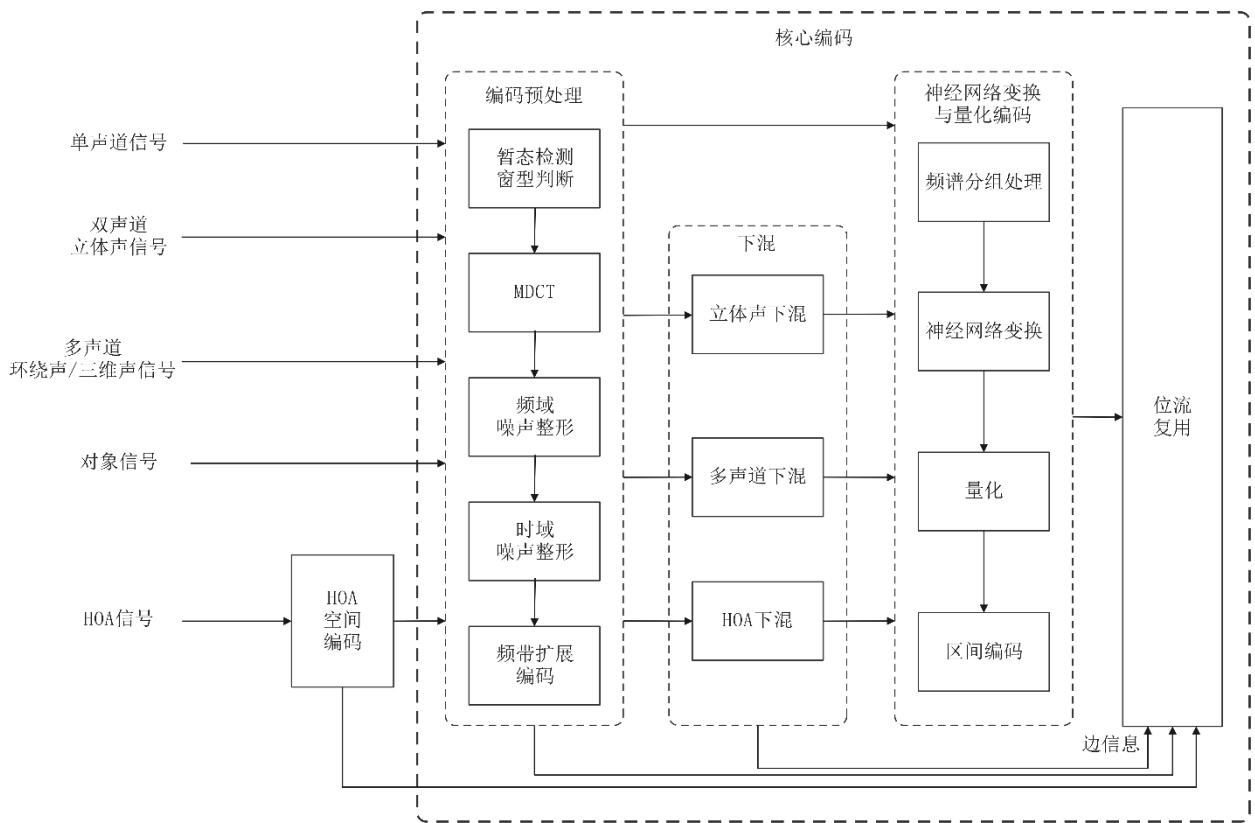 核心编码
编码预处理
神经网络变换
与量化编码
单声道信号
暂态检测
窗型判断
频谱分组处理
双声道
立体声信号
下混
MDCT
立体声下混
神经网络变换
多声道
环绕声/三维声信号
频域
噪声整形
位流
复用
对象信号
多声道下混
量化
时域
噪声整形
HOA信号
HOA
空间
编码
HOA下混
频带扩展
编码
区间编码
边信息